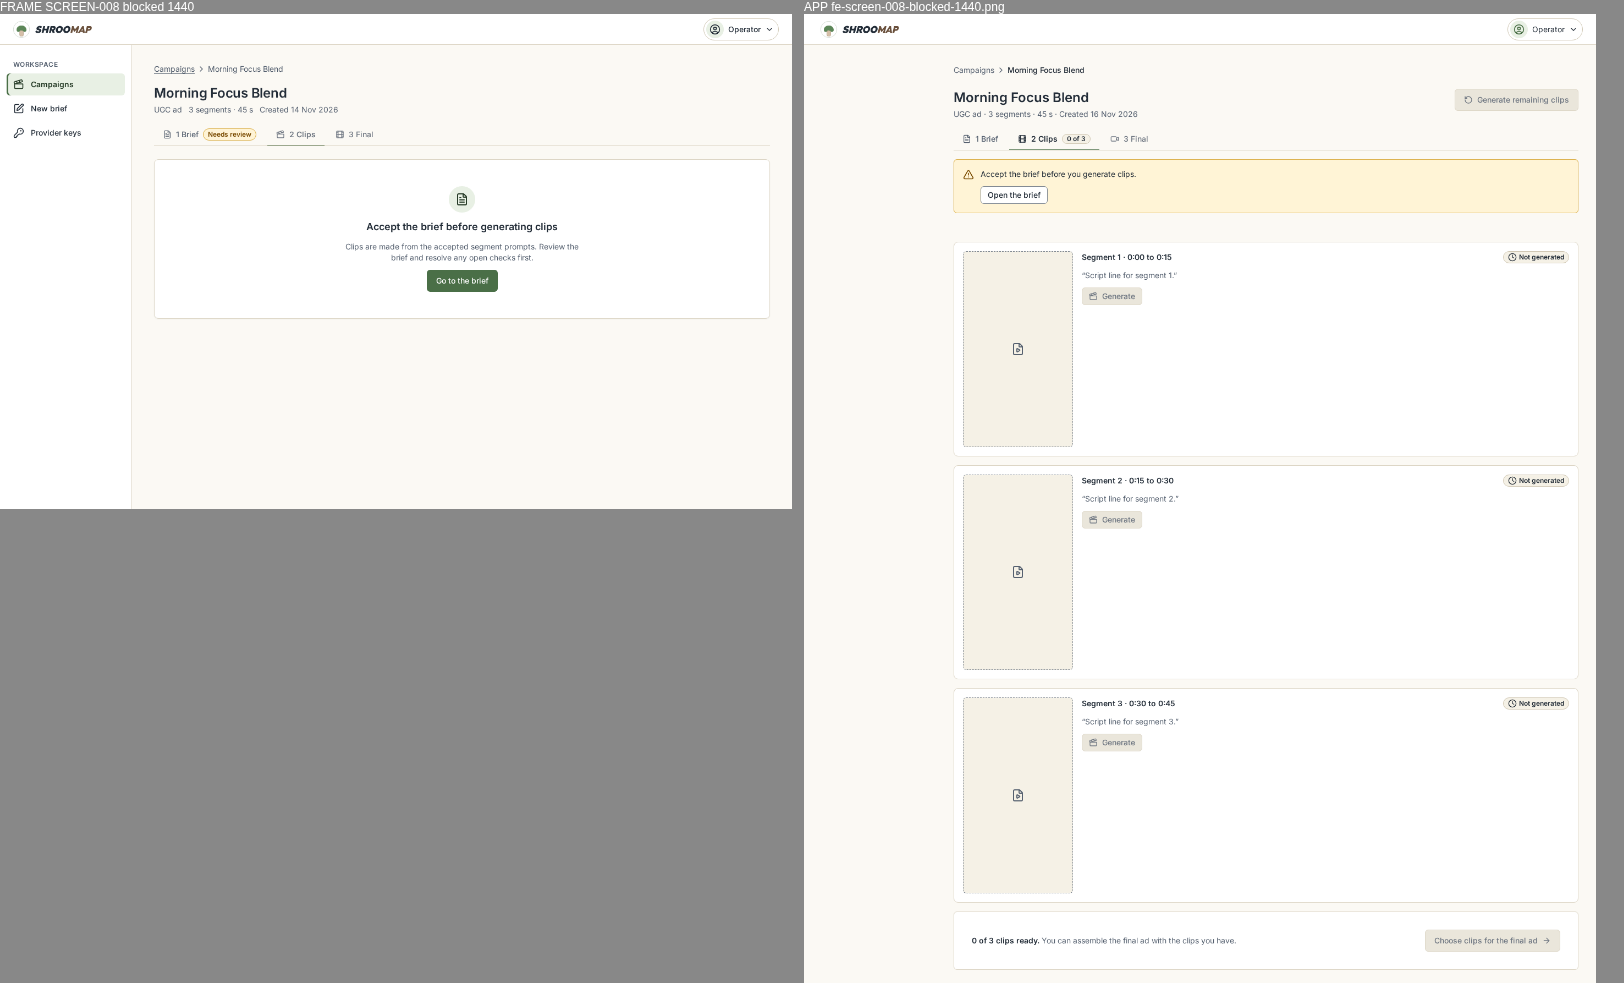 FRAME SCREEN-008 blocked 1440
SHROOMAP
Operator
WORKSPACE
Campaigns
New brief
Provider keys
Campaigns > Morning Focus Blend
Morning Focus Blend
UGC ad 3 segments · 45 s Created 14 Nov 2026
1 Brief Needs review 2 Clips 3 Final
Accept the brief before generating clips
Clips are made from the accepted segment prompts. Review the
brief and resolve any open checks first.
Go to the brief
APP fe-screen-008-blocked-1440.png
SHROOMAP
Operator
Campaigns > Morning Focus Blend
Morning Focus Blend
UGC ad · 3 segments · 45 s · Created 16 Nov 2026
Generate remaining clips
1 Brief 2 Clips 0 of 3 3 Final
Accept the brief before you generate clips.
Open the brief
Segment 1 · 0:00 to 0:15
Not generated
“Script line for segment 1.”
Generate
Segment 2 · 0:15 to 0:30
Not generated
“Script line for segment 2.”
Generate
Segment 3 · 0:30 to 0:45
Not generated
“Script line for segment 3.”
Generate
0 of 3 clips ready. You can assemble the final ad with the clips you have.
Choose clips for the final ad